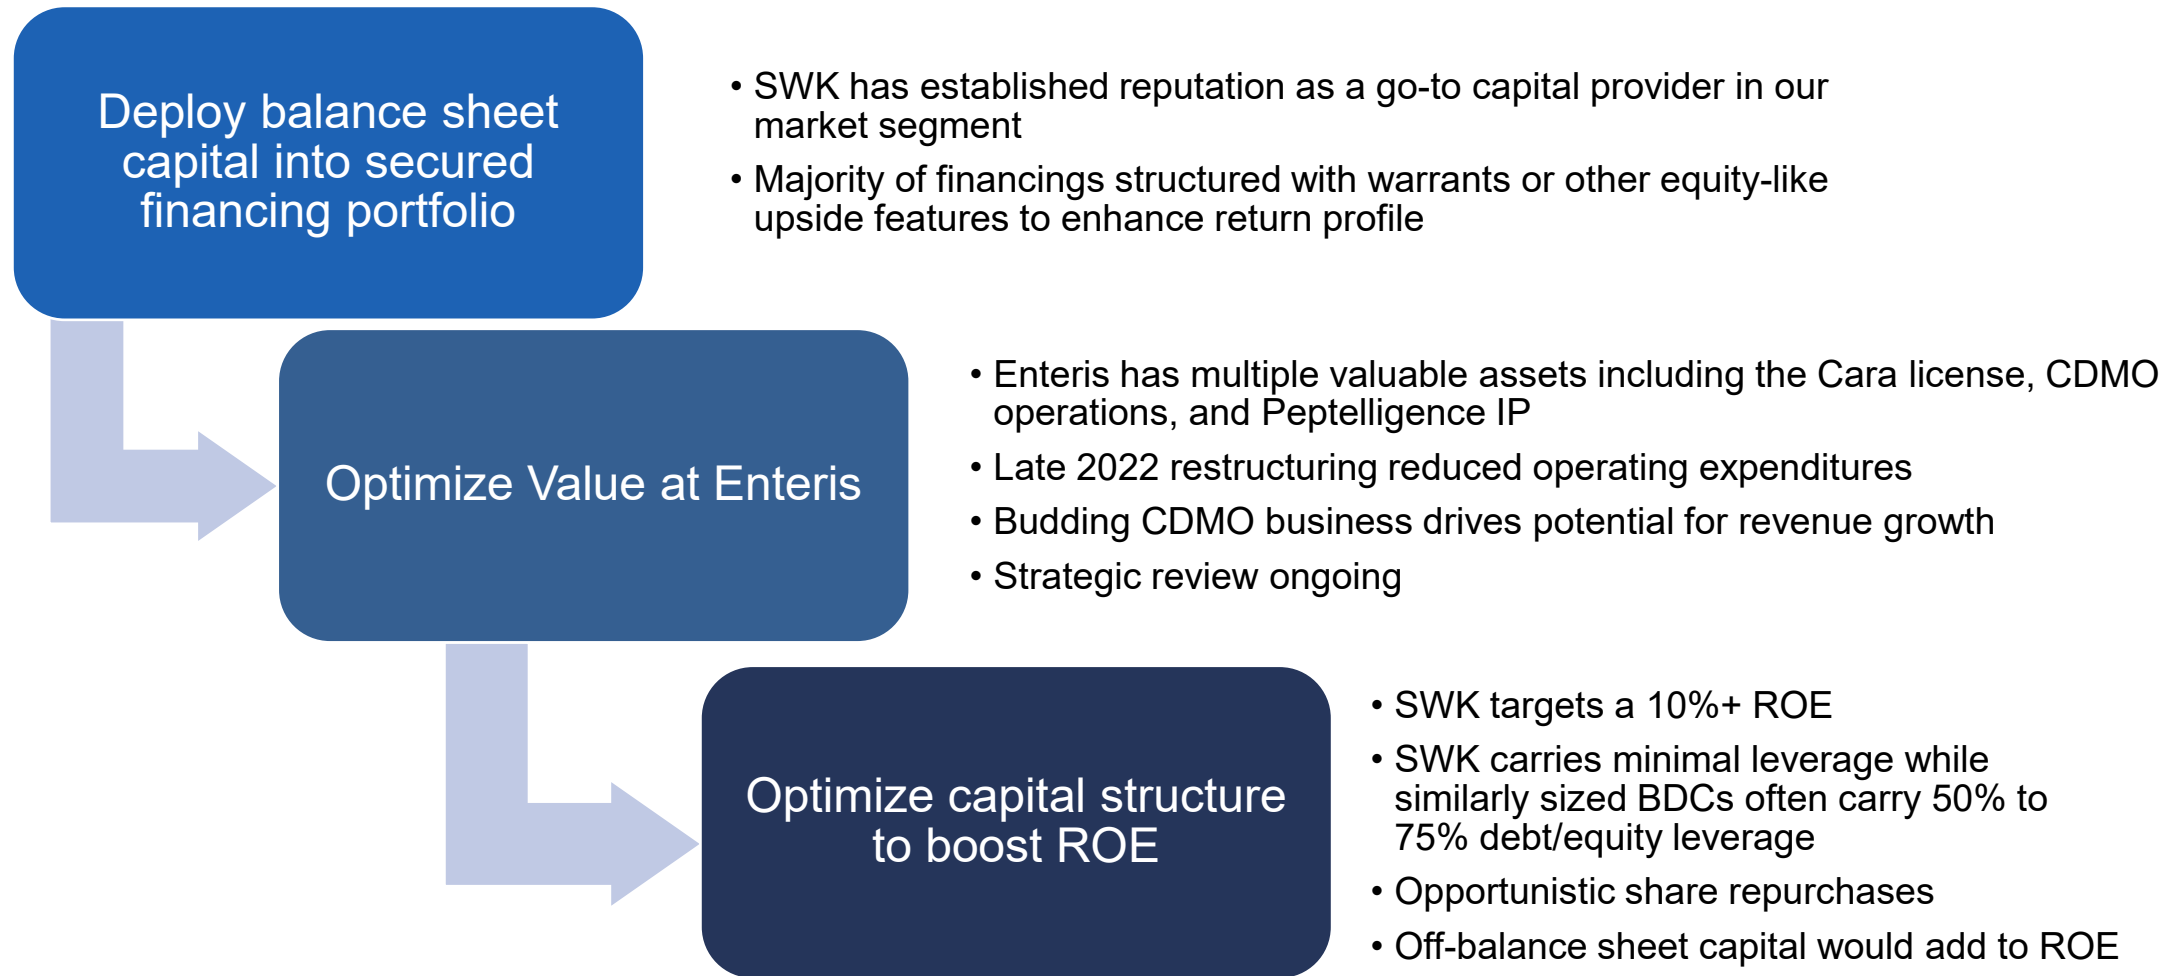 Deploy balance sheet
capital into secured
financing portfolio
• SWK has established reputation as a go-to capital provider in our
market segment
• Majority of financings structured with warrants or other equity-like
upside features to enhance return profile
Optimize Value at Enteris
• Enteris has multiple valuable assets including the Cara license, CDMO
operations, and Peptelligence IP
• Late 2022 restructuring reduced operating expenditures
• Budding CDMO business drives potential for revenue growth
• Strategic review ongoing
Optimize capital structure
to boost ROE
• SWK targets a 10%+ ROE
• SWK carries minimal leverage while
similarly sized BDCs often carry 50% to
75% debt/equity leverage
• Opportunistic share repurchases
• Off-balance sheet capital would add to ROE